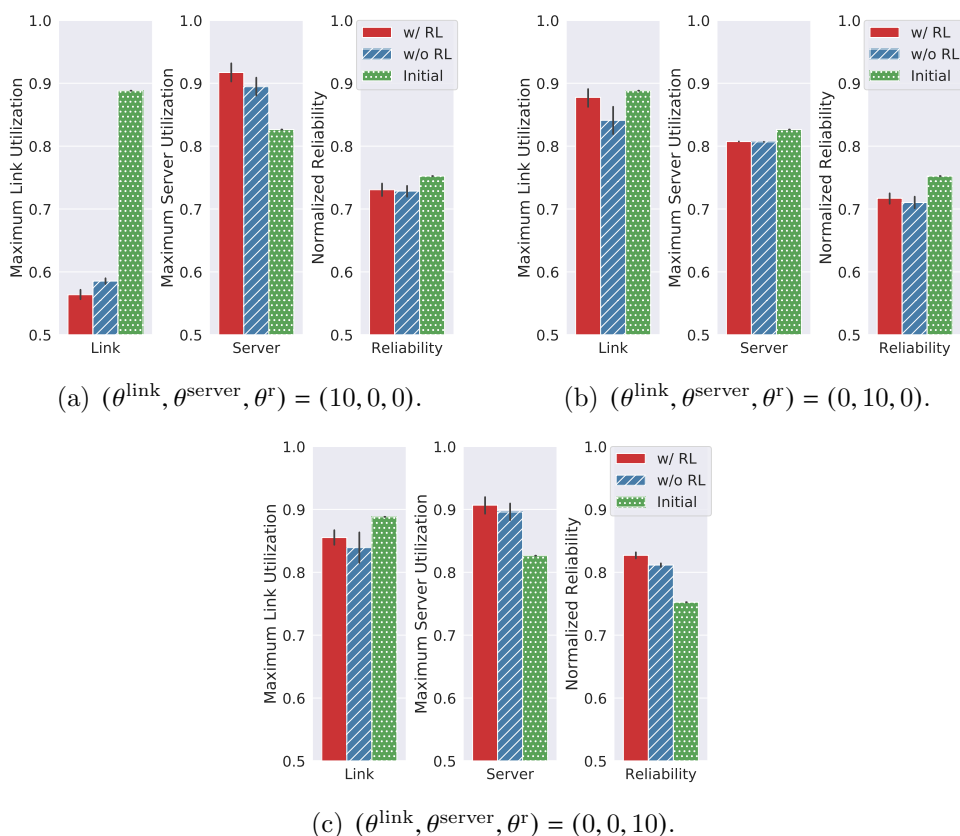 1.0
0.9
0.8
0.7
0.6
0.5
Maximum Link Utilization
Link
1.0
0.9
0.8
0.7
0.6
0.5
Maximum Server Utilization
Server
1.0
0.9
0.8
0.7
0.6
0.5
Normalized Reliability
Reliability
w/ RL
w/o RL
Initial
(a) (θ^link, θ^server, θ^r) = (10, 0, 0).
1.0
0.9
0.8
0.7
0.6
0.5
Maximum Link Utilization
Link
1.0
0.9
0.8
0.7
0.6
0.5
Maximum Server Utilization
Server
1.0
0.9
0.8
0.7
0.6
0.5
Normalized Reliability
Reliability
w/ RL
w/o RL
Initial
(b) (θ^link, θ^server, θ^r) = (0, 10, 0).
1.0
0.9
0.8
0.7
0.6
0.5
Maximum Link Utilization
Link
1.0
0.9
0.8
0.7
0.6
0.5
Maximum Server Utilization
Server
1.0
0.9
0.8
0.7
0.6
0.5
Normalized Reliability
Reliability
w/ RL
w/o RL
Initial
(c) (θ^link, θ^server, θ^r) = (0, 0, 10).